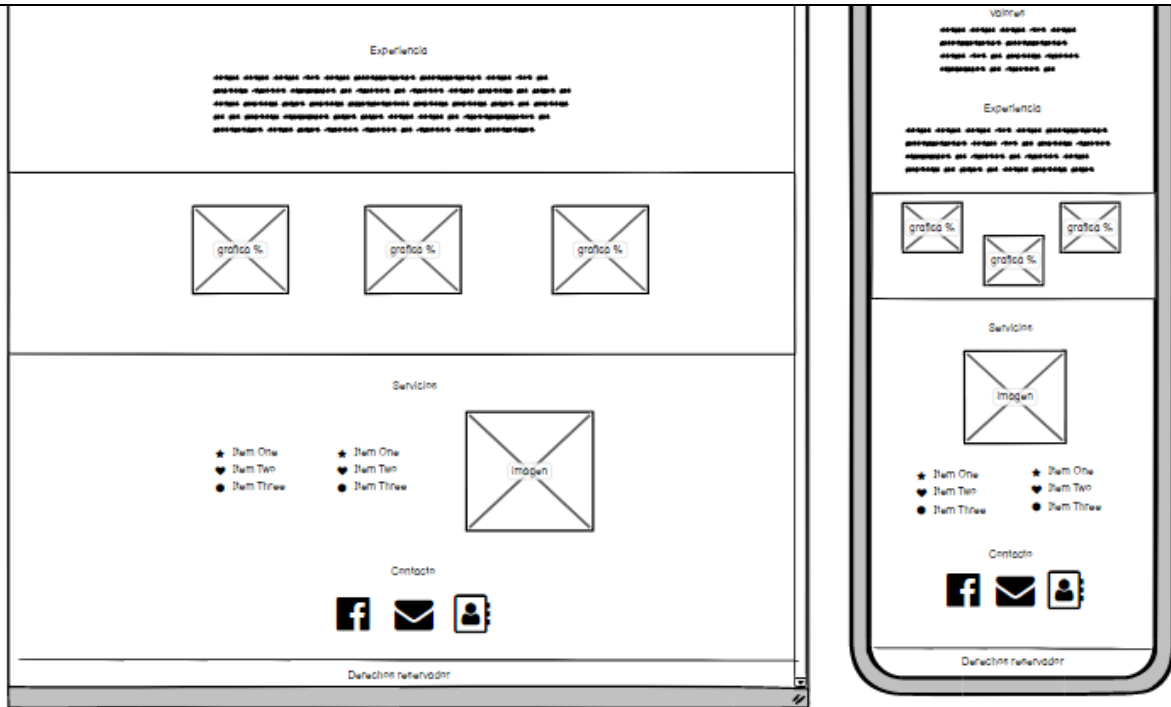 Experiencia
grafica %
grafica %
grafica %
Servicios
Item One
Item Two
Item Three
Item One
Item Two
Item Three
Imagen
Contacto
Derechos reservador
Valores
Experiencia
grafica %
grafica %
grafica %
Servicios
Imagen
Item One
Item Two
Item Three
Item One
Item Two
Item Three
Contacto
Derechos reservador